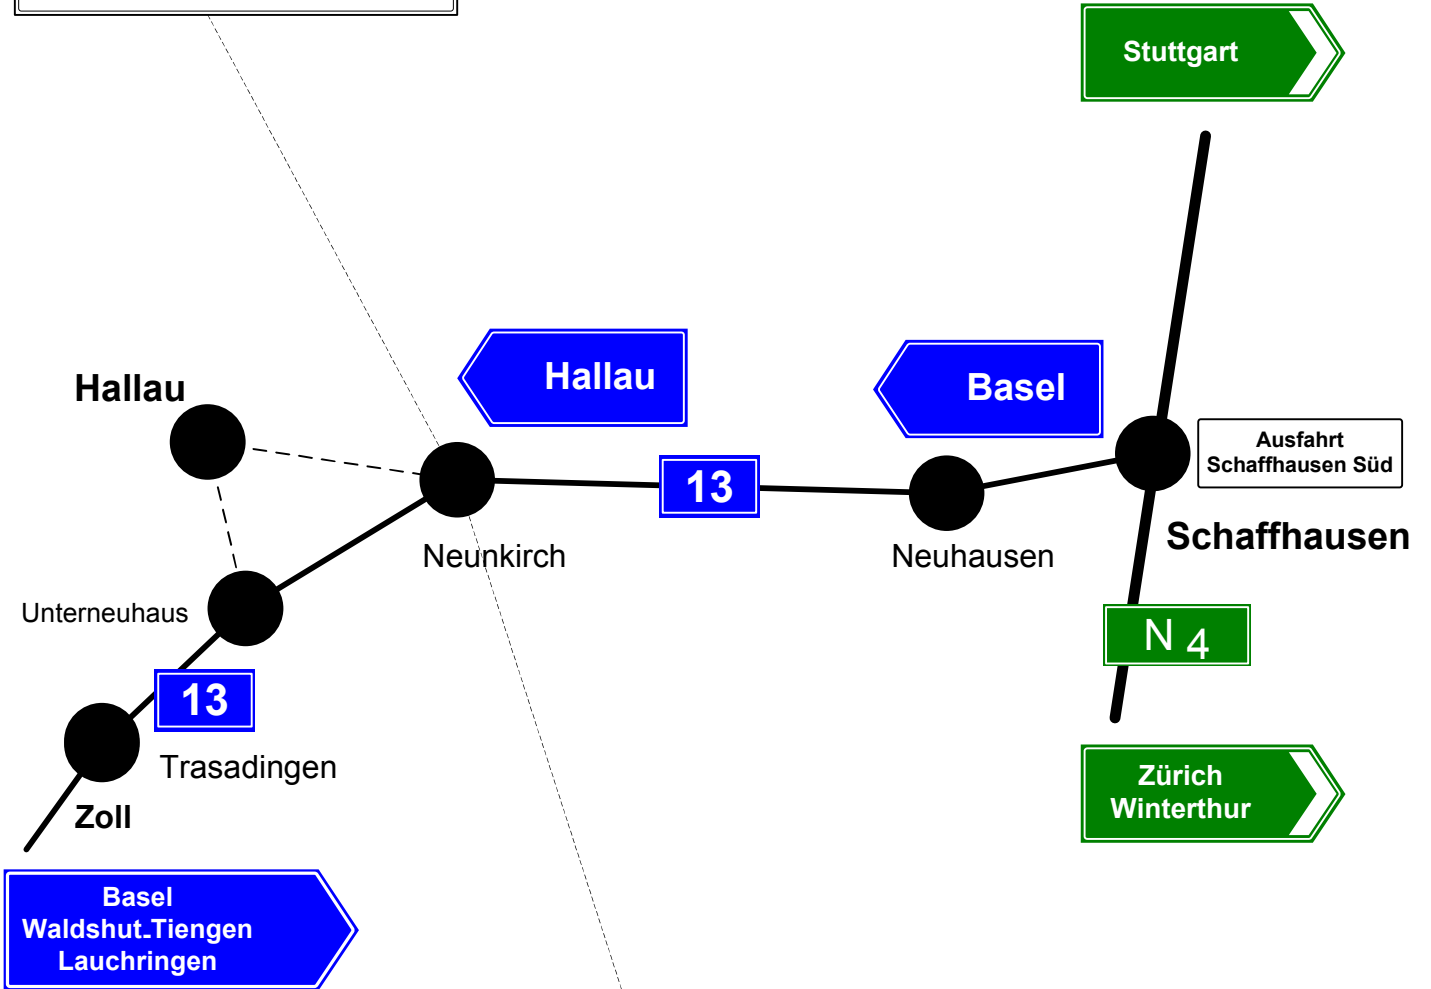 Stuttgart
Hallau
Hallau
Basel
Ausfahrt
Schaffhausen Süd
13
Schaffhausen
Neunkirch
Neuhausen
Unterneuhaus
N 4
13
Trasadingen
Zoll
Zürich
Winterthur
Basel
Waldshut-Tiengen
Lauchringen